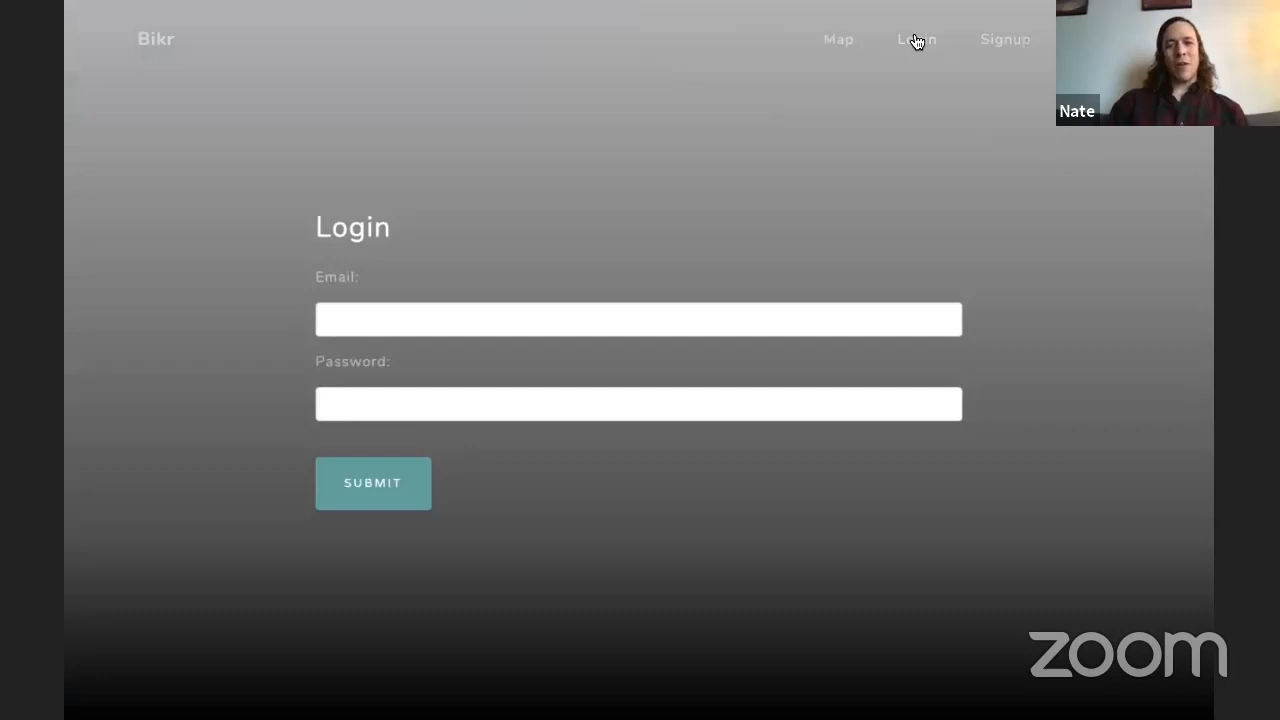 Bikr
Map
Login
Signup
Nate
Login
Email:
Password:
SUBMIT
zoom